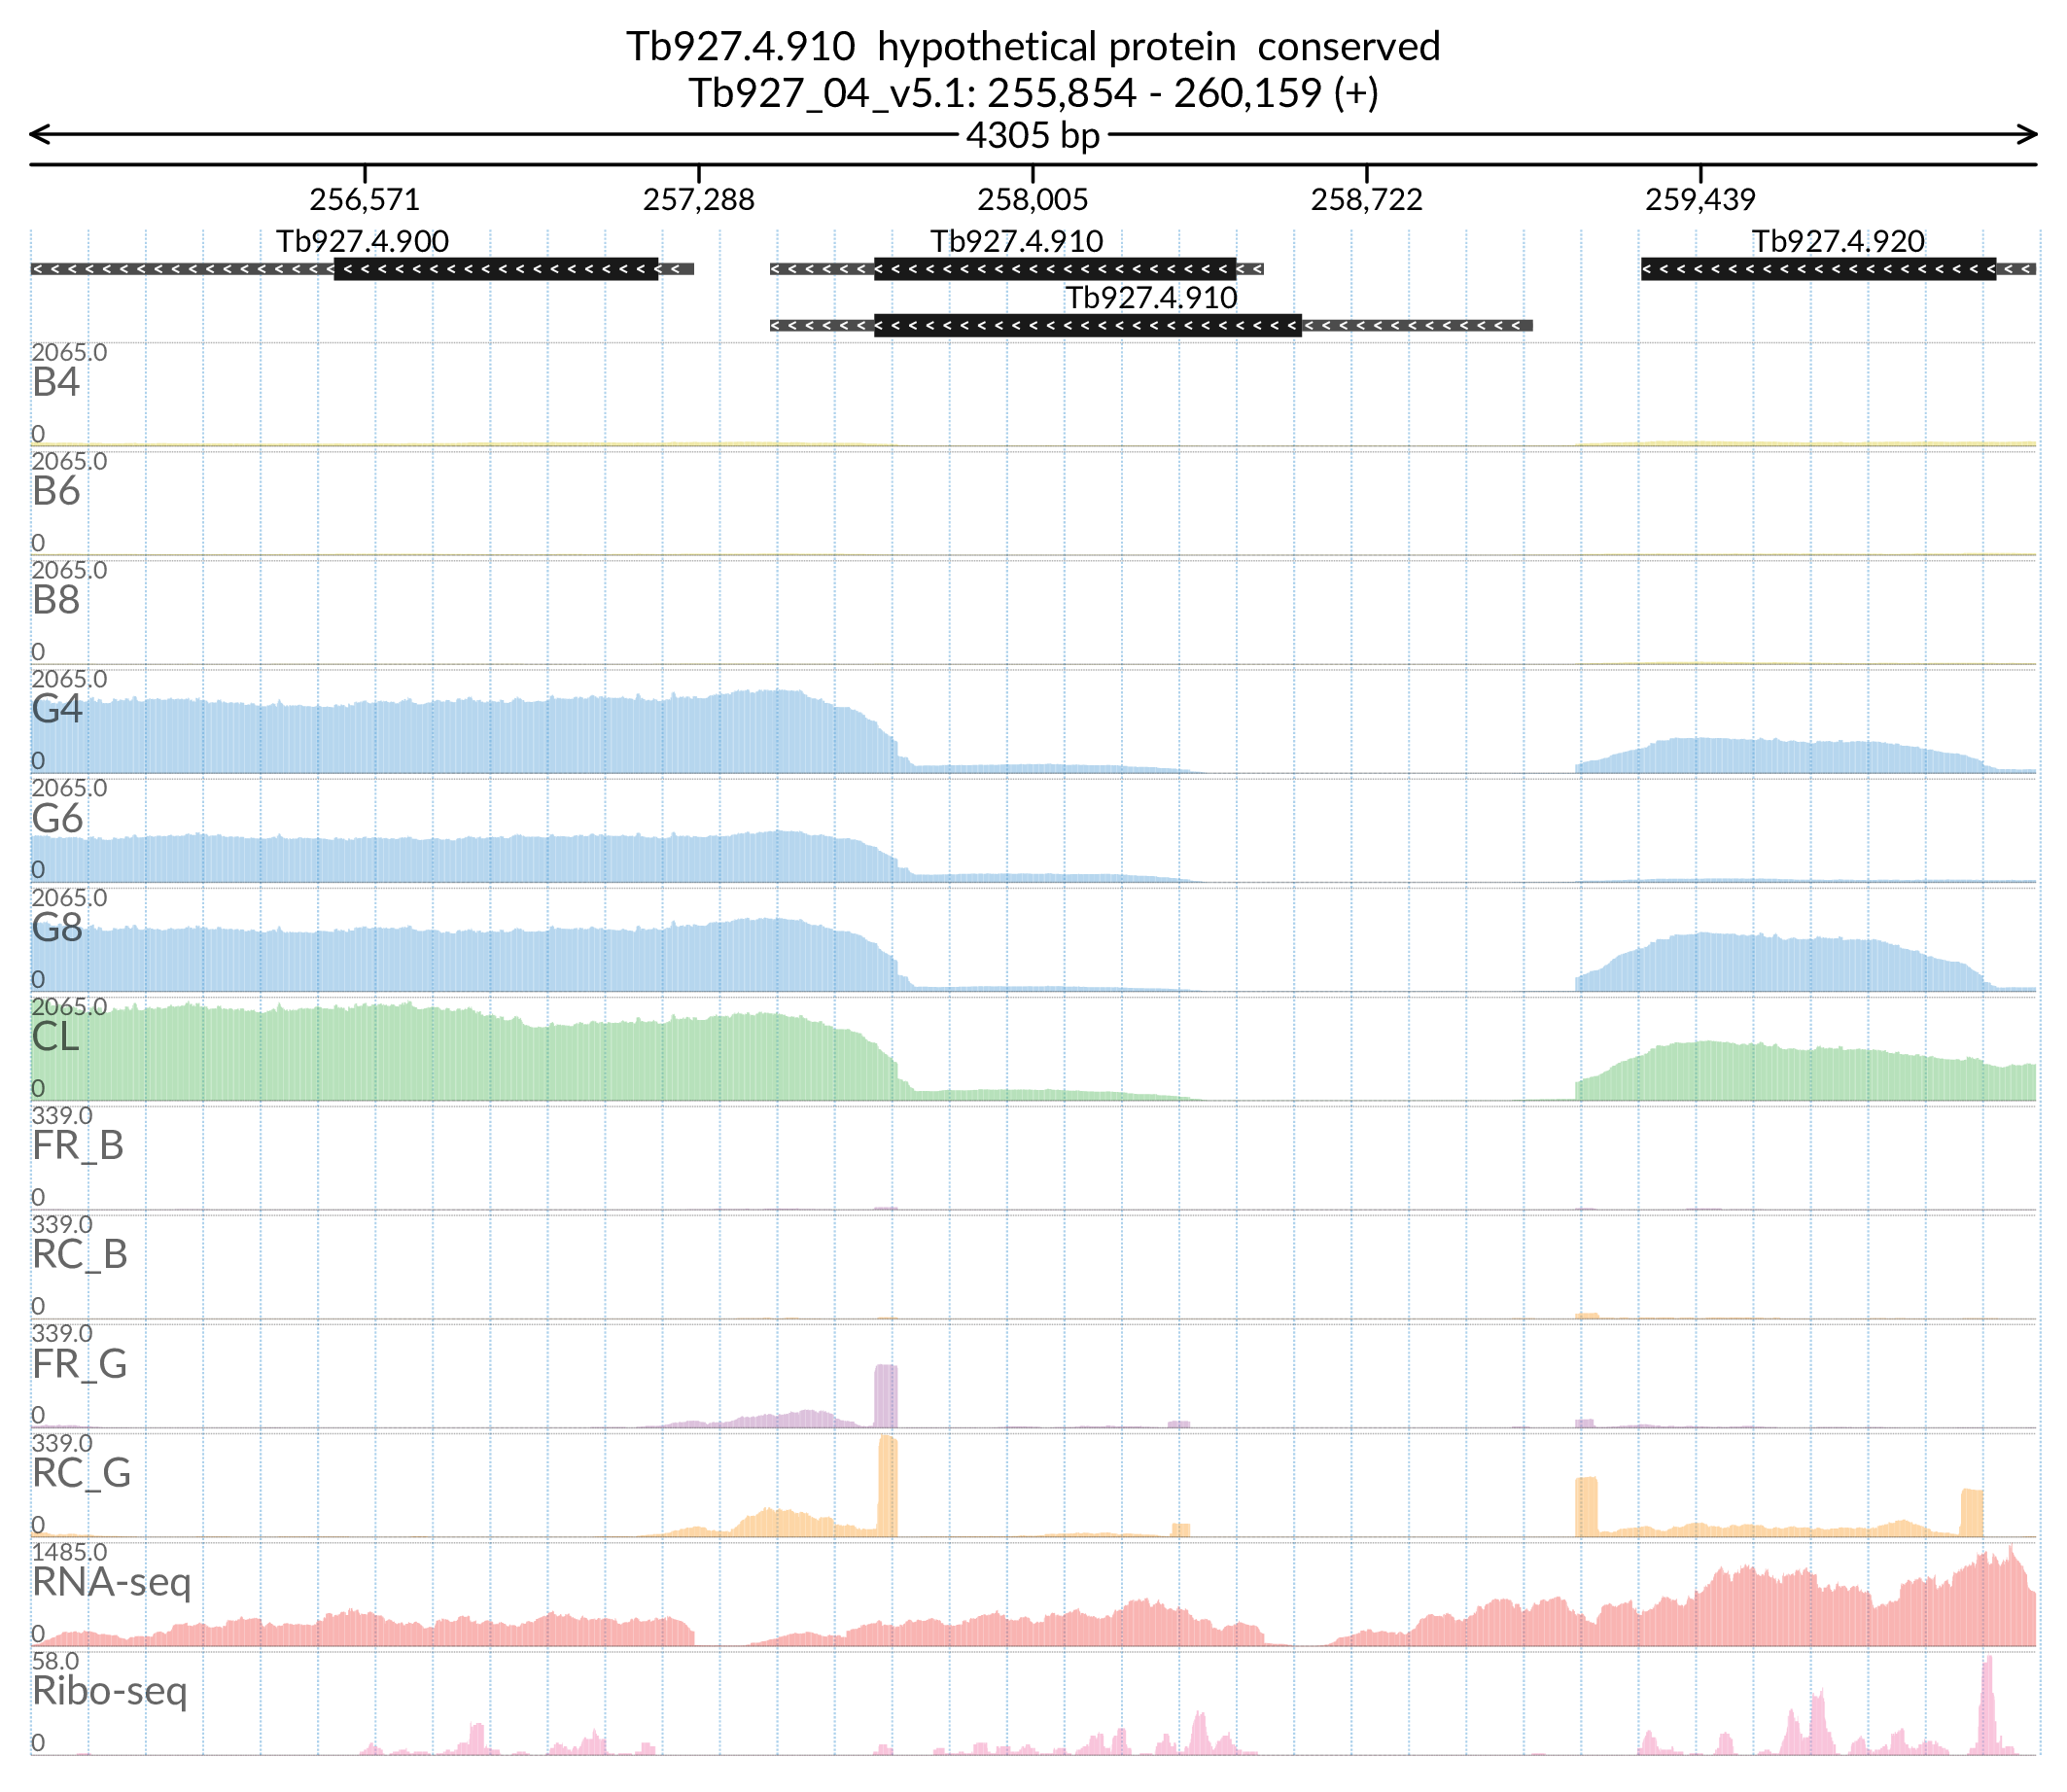 Tb927.4.910  hypothetical protein  conserved
Tb927_04_v5.1: 255,854 - 260,159 (+)
4305 bp
256,571 257,288 258,005 258,722 259,439
Tb927.4.900 Tb927.4.910 Tb927.4.920
Tb927.4.910
2065.0
B4
0
2065.0
B6
0
2065.0
B8
0
2065.0
G4
0
2065.0
G6
0
2065.0
G8
0
2065.0
CL
0
339.0
FR_B
0
339.0
RC_B
0
339.0
FR_G
0
339.0
RC_G
0
1485.0
RNA-seq
0
58.0
Ribo-seq
0